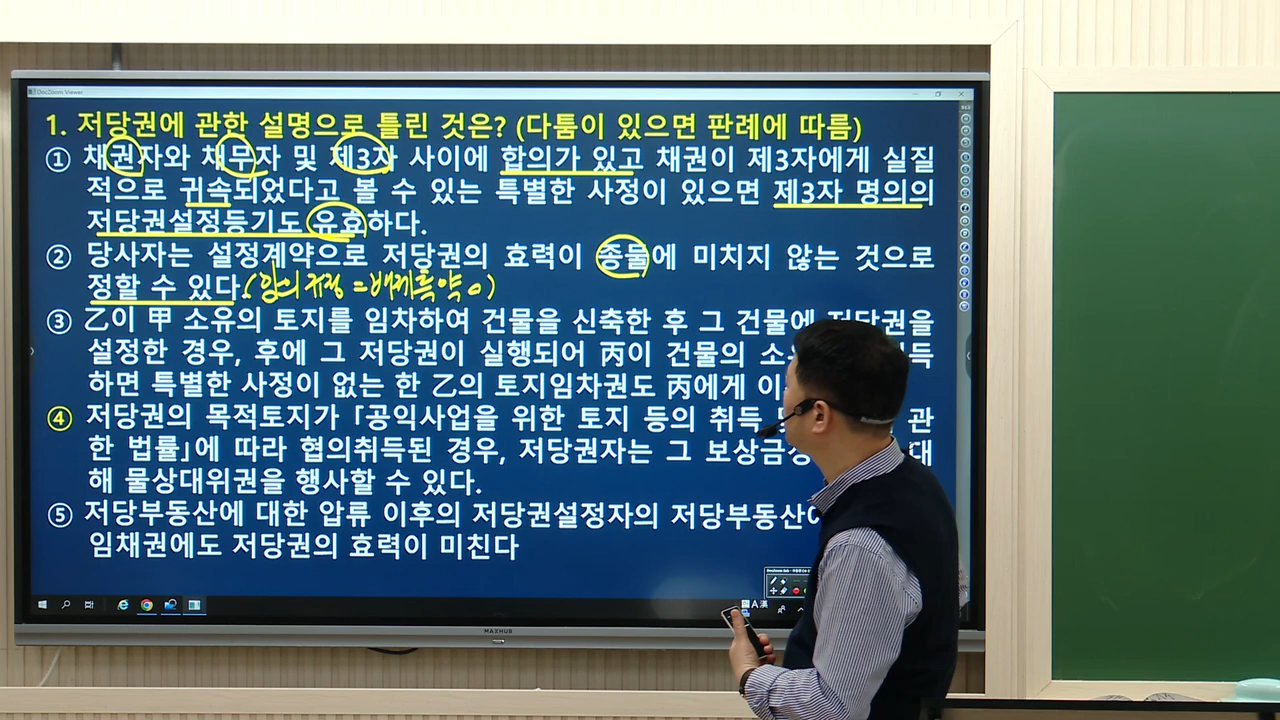 DocZoom Viewer
1. 저당권에 관한 설명으로 틀린 것은? (다툼이 있으면 판례에 따름)
① 채권자와 채무자 및 제3자 사이에 합의가 있고 채권이 제3자에게 실질
적으로 귀속되었다고 볼 수 있는 특별한 사정이 있으면 제3자 명의의
저당권설정등기도 유효하다.
② 당사자는 설정계약으로 저당권의 효력이 종물에 미치지 않는 것으로
정할 수 있다.
③ 乙이 甲 소유의 토지를 임차하여 건물을 신축한 후 그 건물에 저당권을
설정한 경우, 후에 그 저당권이 실행되어 丙이 건물의
하면 특별한 사정이 없는 한 乙의 토지임차권도 丙에게
④ 저당권의 목적토지가 「공익사업을 위한 토지 등의 취득 관
한 법률」에 따라 협의취득된 경우, 저당권자는 그 대
해 물상대위권을 행사할 수 있다.
⑤ 저당부동산에 대한 압류 이후의 저당권설정자의
임채권에도 저당권의 효력이 미친다
A 漢
MAXHUB